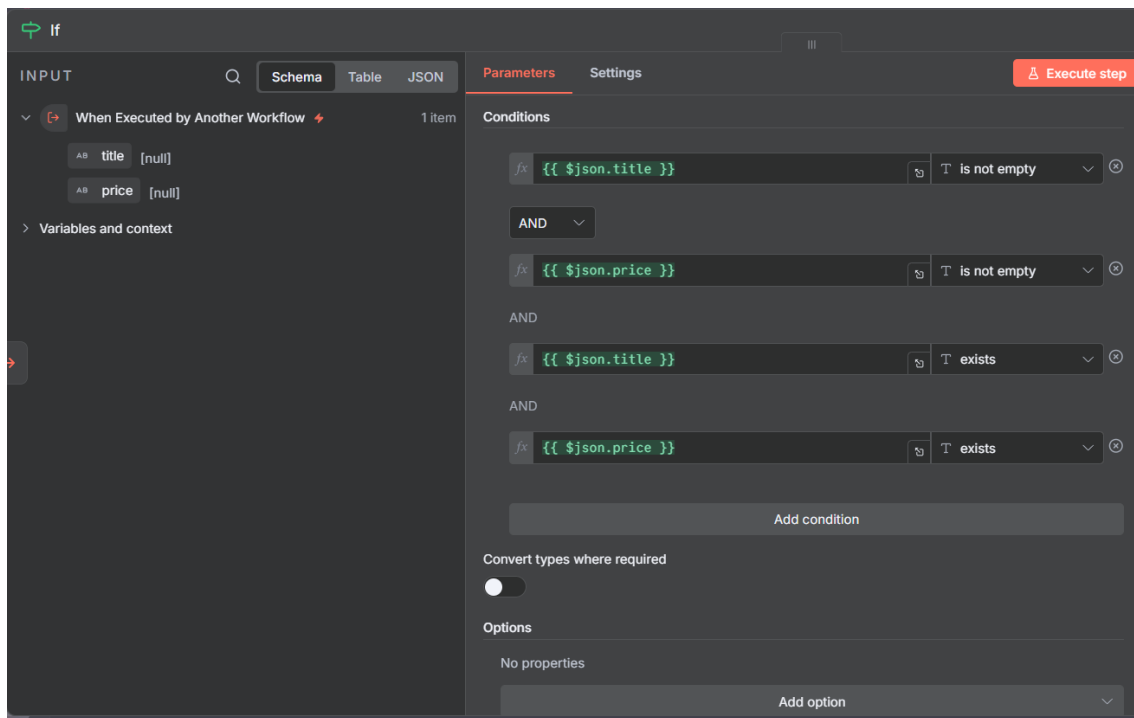 If
INPUT
Schema Table JSON
When Executed by Another Workflow 1 item
AB title [null]
AB price [null]
Variables and context
Parameters Settings Execute step
Conditions
fx {{ $json.title }} T is not empty
AND
fx {{ $json.price }} T is not empty
AND
fx {{ $json.title }} T exists
AND
fx {{ $json.price }} T exists
Add condition
Convert types where required
Options
No properties
Add option